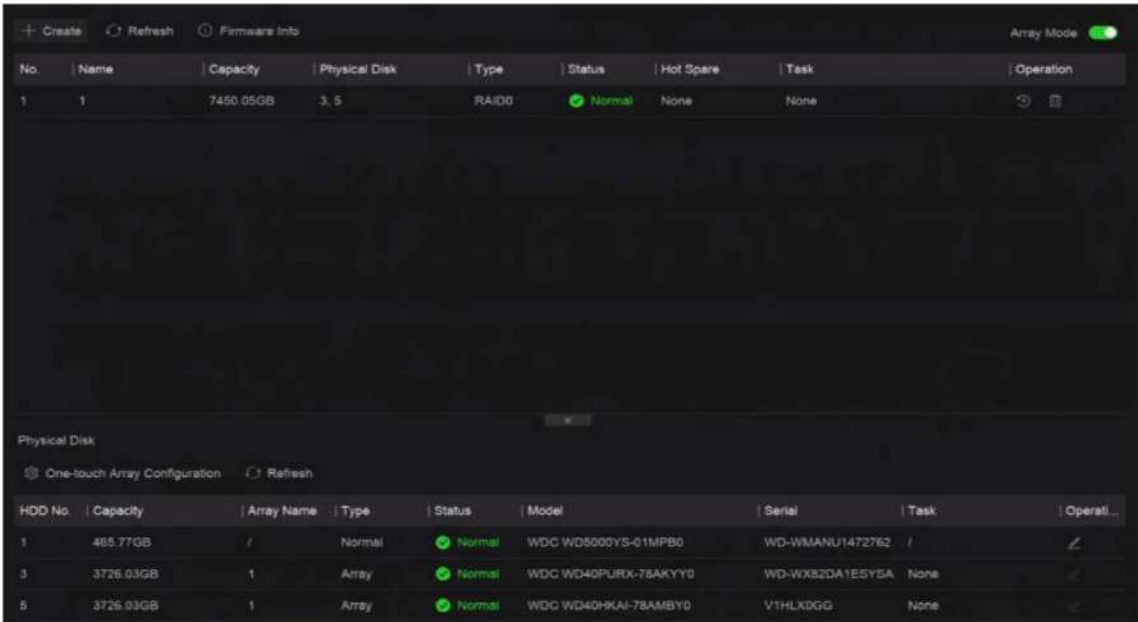 Create Refresh Firmware Info Array Mode
No. Name Capacity Physical Disk Type Status Hot Spare Task Operation
1 1 7450.05GB 3, 5 RAID0 Normal None None
Physical Disk
One-touch Array Configuration Refresh
HDD No. Capacity Array Name Type Status Model Serial Task Operati...
1 465.77GB / Normal Normal WDC WD5000YS-01MPB0 WD-WMANU1472762 /
3 3726.03GB 1 Array Normal WDC WD40PURX-78AKYY0 WD-WX82DA1ESYSA None
5 3726.03GB 1 Array Normal WDC WD40HKAI-78AMBY0 V1HLX0GG None